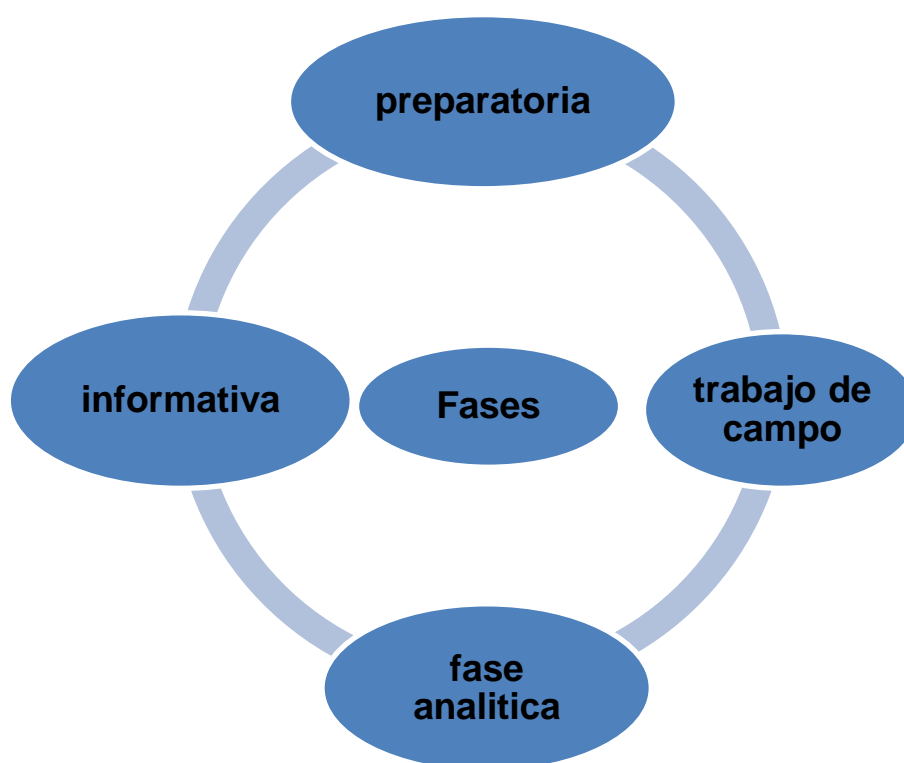 preparatoria
informativa
Fases
trabajo de
campo
fase
analitica